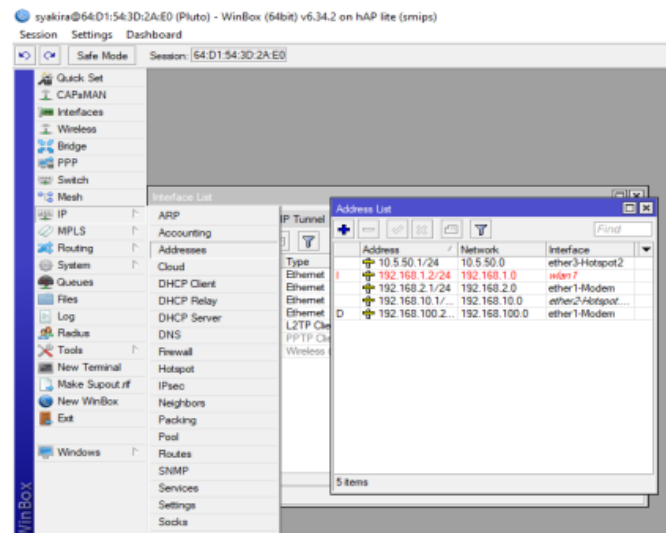 syakira@64:D1:54:3D:2A:E0 (Pluto) - WinBox (64bit) v6.34.2 on hAP lite (smips)
Session Settings Dashboard
Safe Mode Session: 64:D1:54:3D:2A:E0
Quick Set
CAPsMAN
Interfaces
Wireless
Bridge
PPP
Switch
Mesh
IP
MPLS
Routing
System
Queues
Files
Log
Radius
Tools
New Terminal
Make Supout.rif
New WinBox
Exit
Windows
WinBox
ARP
Accounting
Addresses
Cloud
DHCP Client
DHCP Relay
DHCP Server
DNS
Firewall
Hotspot
IPsec
Neighbors
Packing
Pool
Routes
SNMP
Services
Settings
Socks
Interface List
IP Tunnel
Type
Ethernet
Ethernet
Ethernet
Ethernet
L2TP Clie
PPTP Clie
Wireless
Address List
Find
Address Network Interface
10.5.50.1/24 10.5.50.0 ether3-Hotspot2
I 192.168.1.2/24 192.168.1.0 wlan1
192.168.2.1/24 192.168.2.0 ether1-Modem
192.168.10.1/... 192.168.10.0 ether2-Hotspot...
D 192.168.100.2... 192.168.100.0 ether1-Modem
5 items